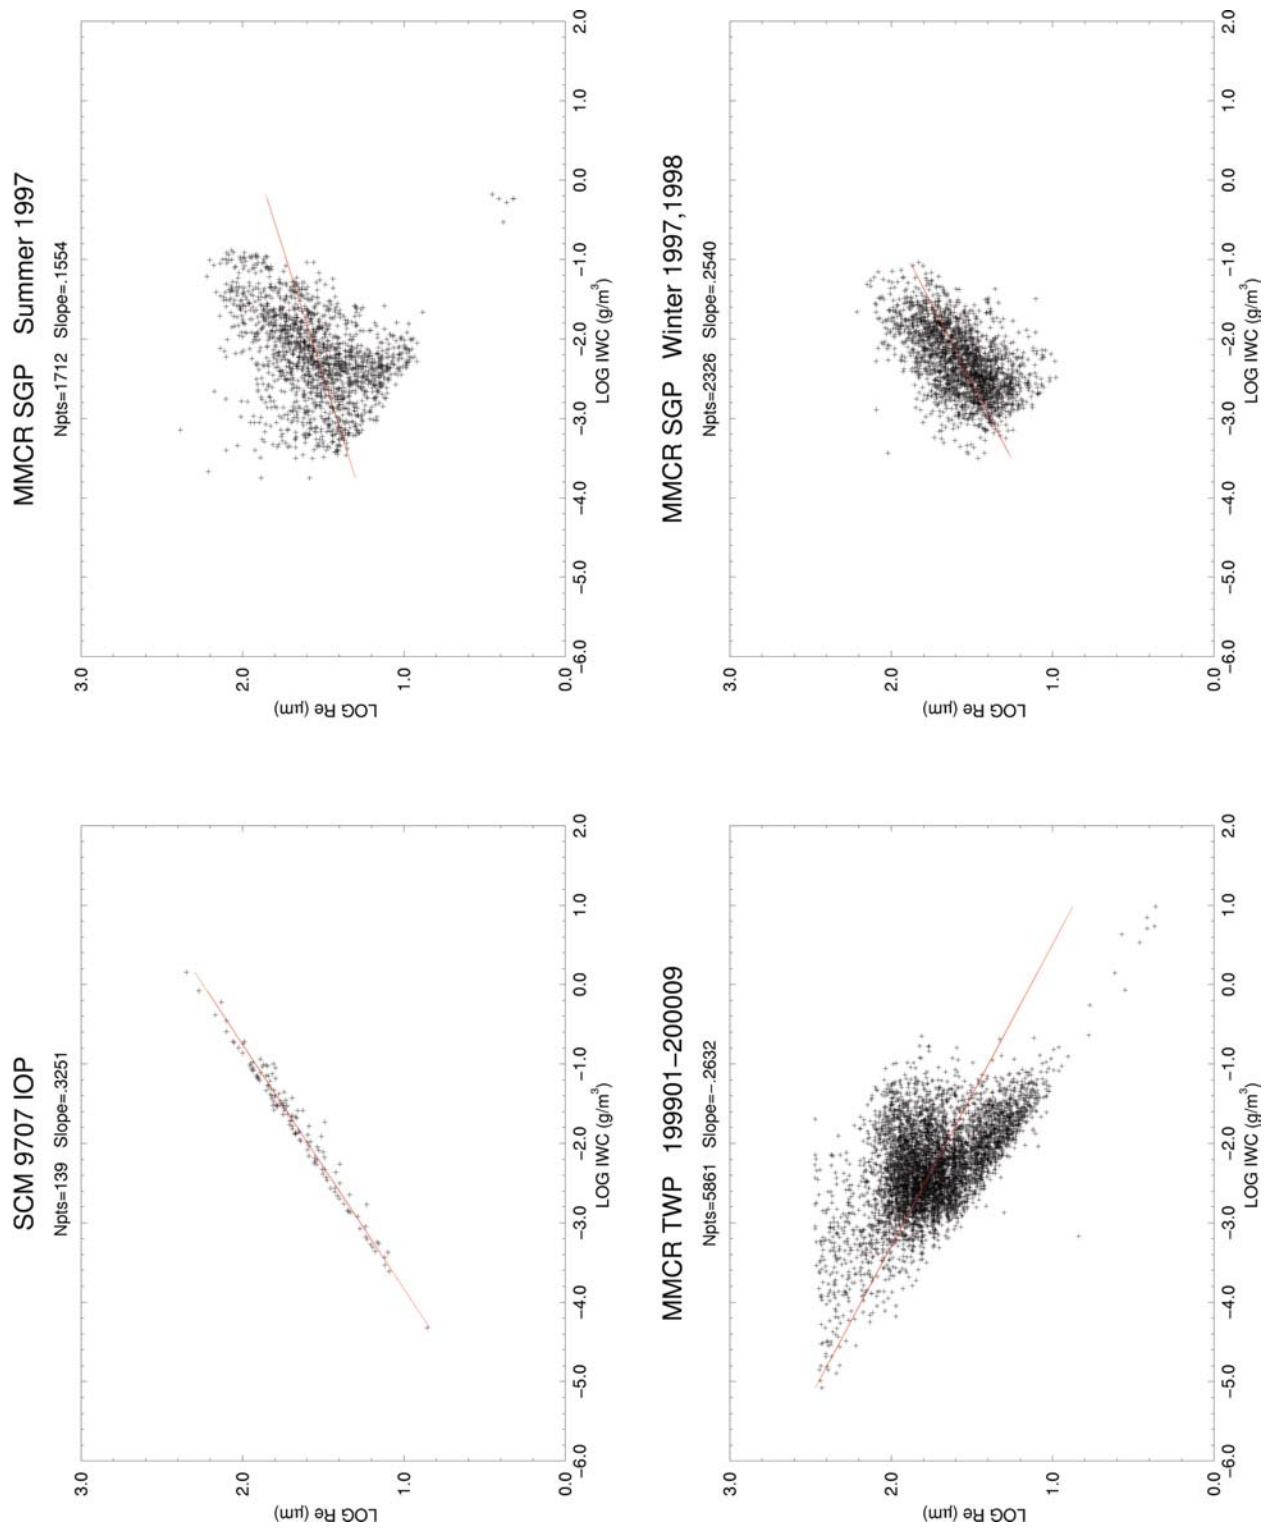 SCM 9707 IOP
Npts=139 Slope=.3251
3.0
2.0
1.0
0.0
LOG Re (µm)
−6.0 −5.0 −4.0 −3.0 −2.0 −1.0 0.0 1.0 2.0
LOG IWC (g/m³)
MMCR SGP Summer 1997
Npts=1712 Slope=.1554
3.0
2.0
1.0
0.0
LOG Re (µm)
−6.0 −5.0 −4.0 −3.0 −2.0 −1.0 0.0 1.0 2.0
LOG IWC (g/m³)
MMCR TWP 199901−200009
Npts=5861 Slope=−.2632
3.0
2.0
1.0
0.0
LOG Re (µm)
−6.0 −5.0 −4.0 −3.0 −2.0 −1.0 0.0 1.0 2.0
LOG IWC (g/m³)
MMCR SGP Winter 1997,1998
Npts=2326 Slope=.2540
3.0
2.0
1.0
0.0
LOG Re (µm)
−6.0 −5.0 −4.0 −3.0 −2.0 −1.0 0.0 1.0 2.0
LOG IWC (g/m³)